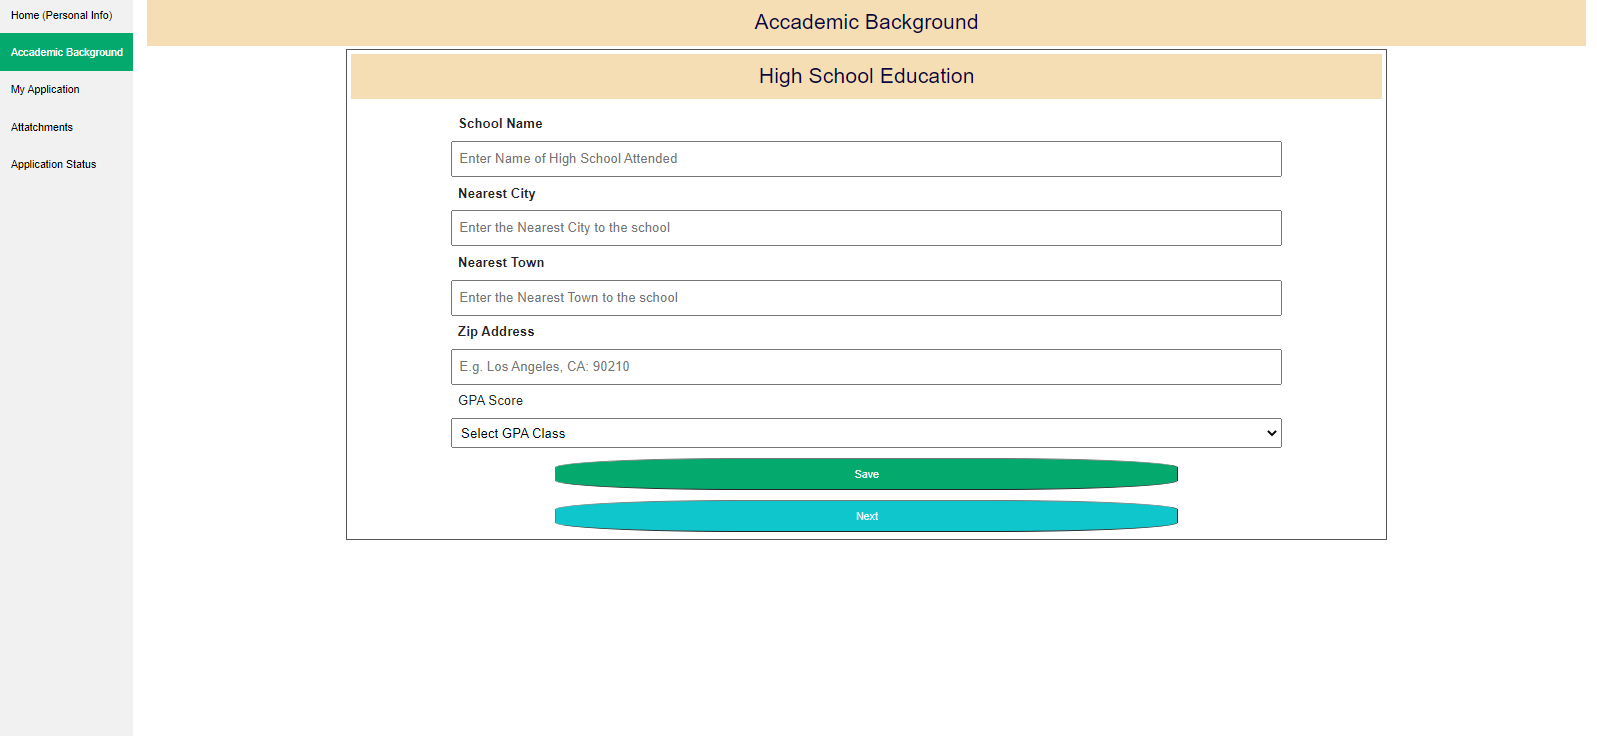 Home (Personal Info)
Accademic Background
My Application
Attatchments
Application Status
Accademic Background
High School Education
School Name
Enter Name of High School Attended
Nearest City
Enter the Nearest City to the school
Nearest Town
Enter the Nearest Town to the school
Zip Address
E.g. Los Angeles, CA: 90210
GPA Score
Select GPA Class
Save
Next